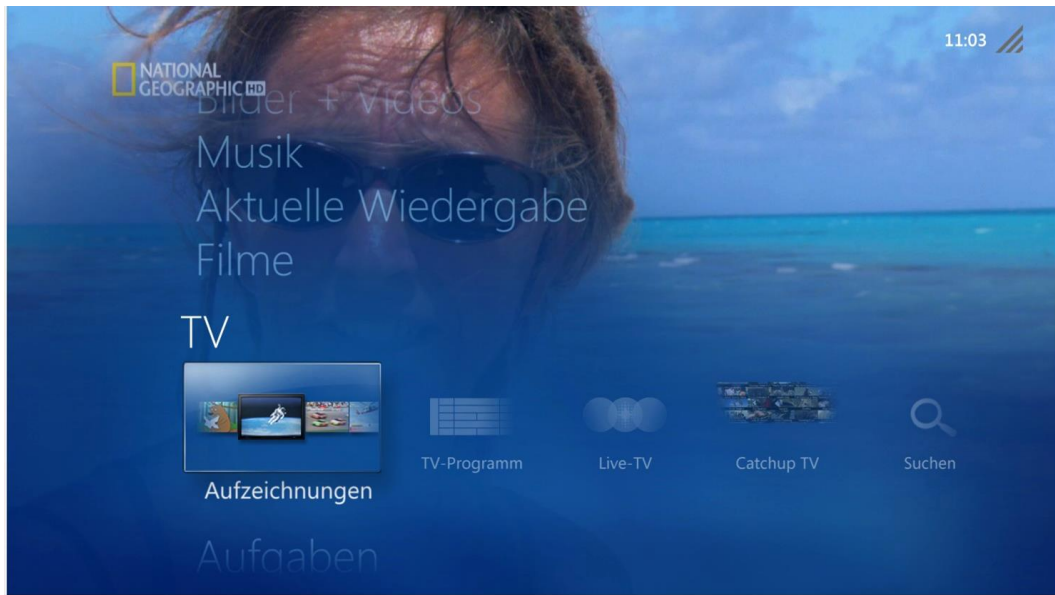 11:03
NATIONAL
GEOGRAPHIC HD
Bilder + Videos
Musik
Aktuelle Wiedergabe
Filme
TV
TV-Programm
Live-TV
Catchup TV
Suchen
Aufzeichnungen
Aufgaben